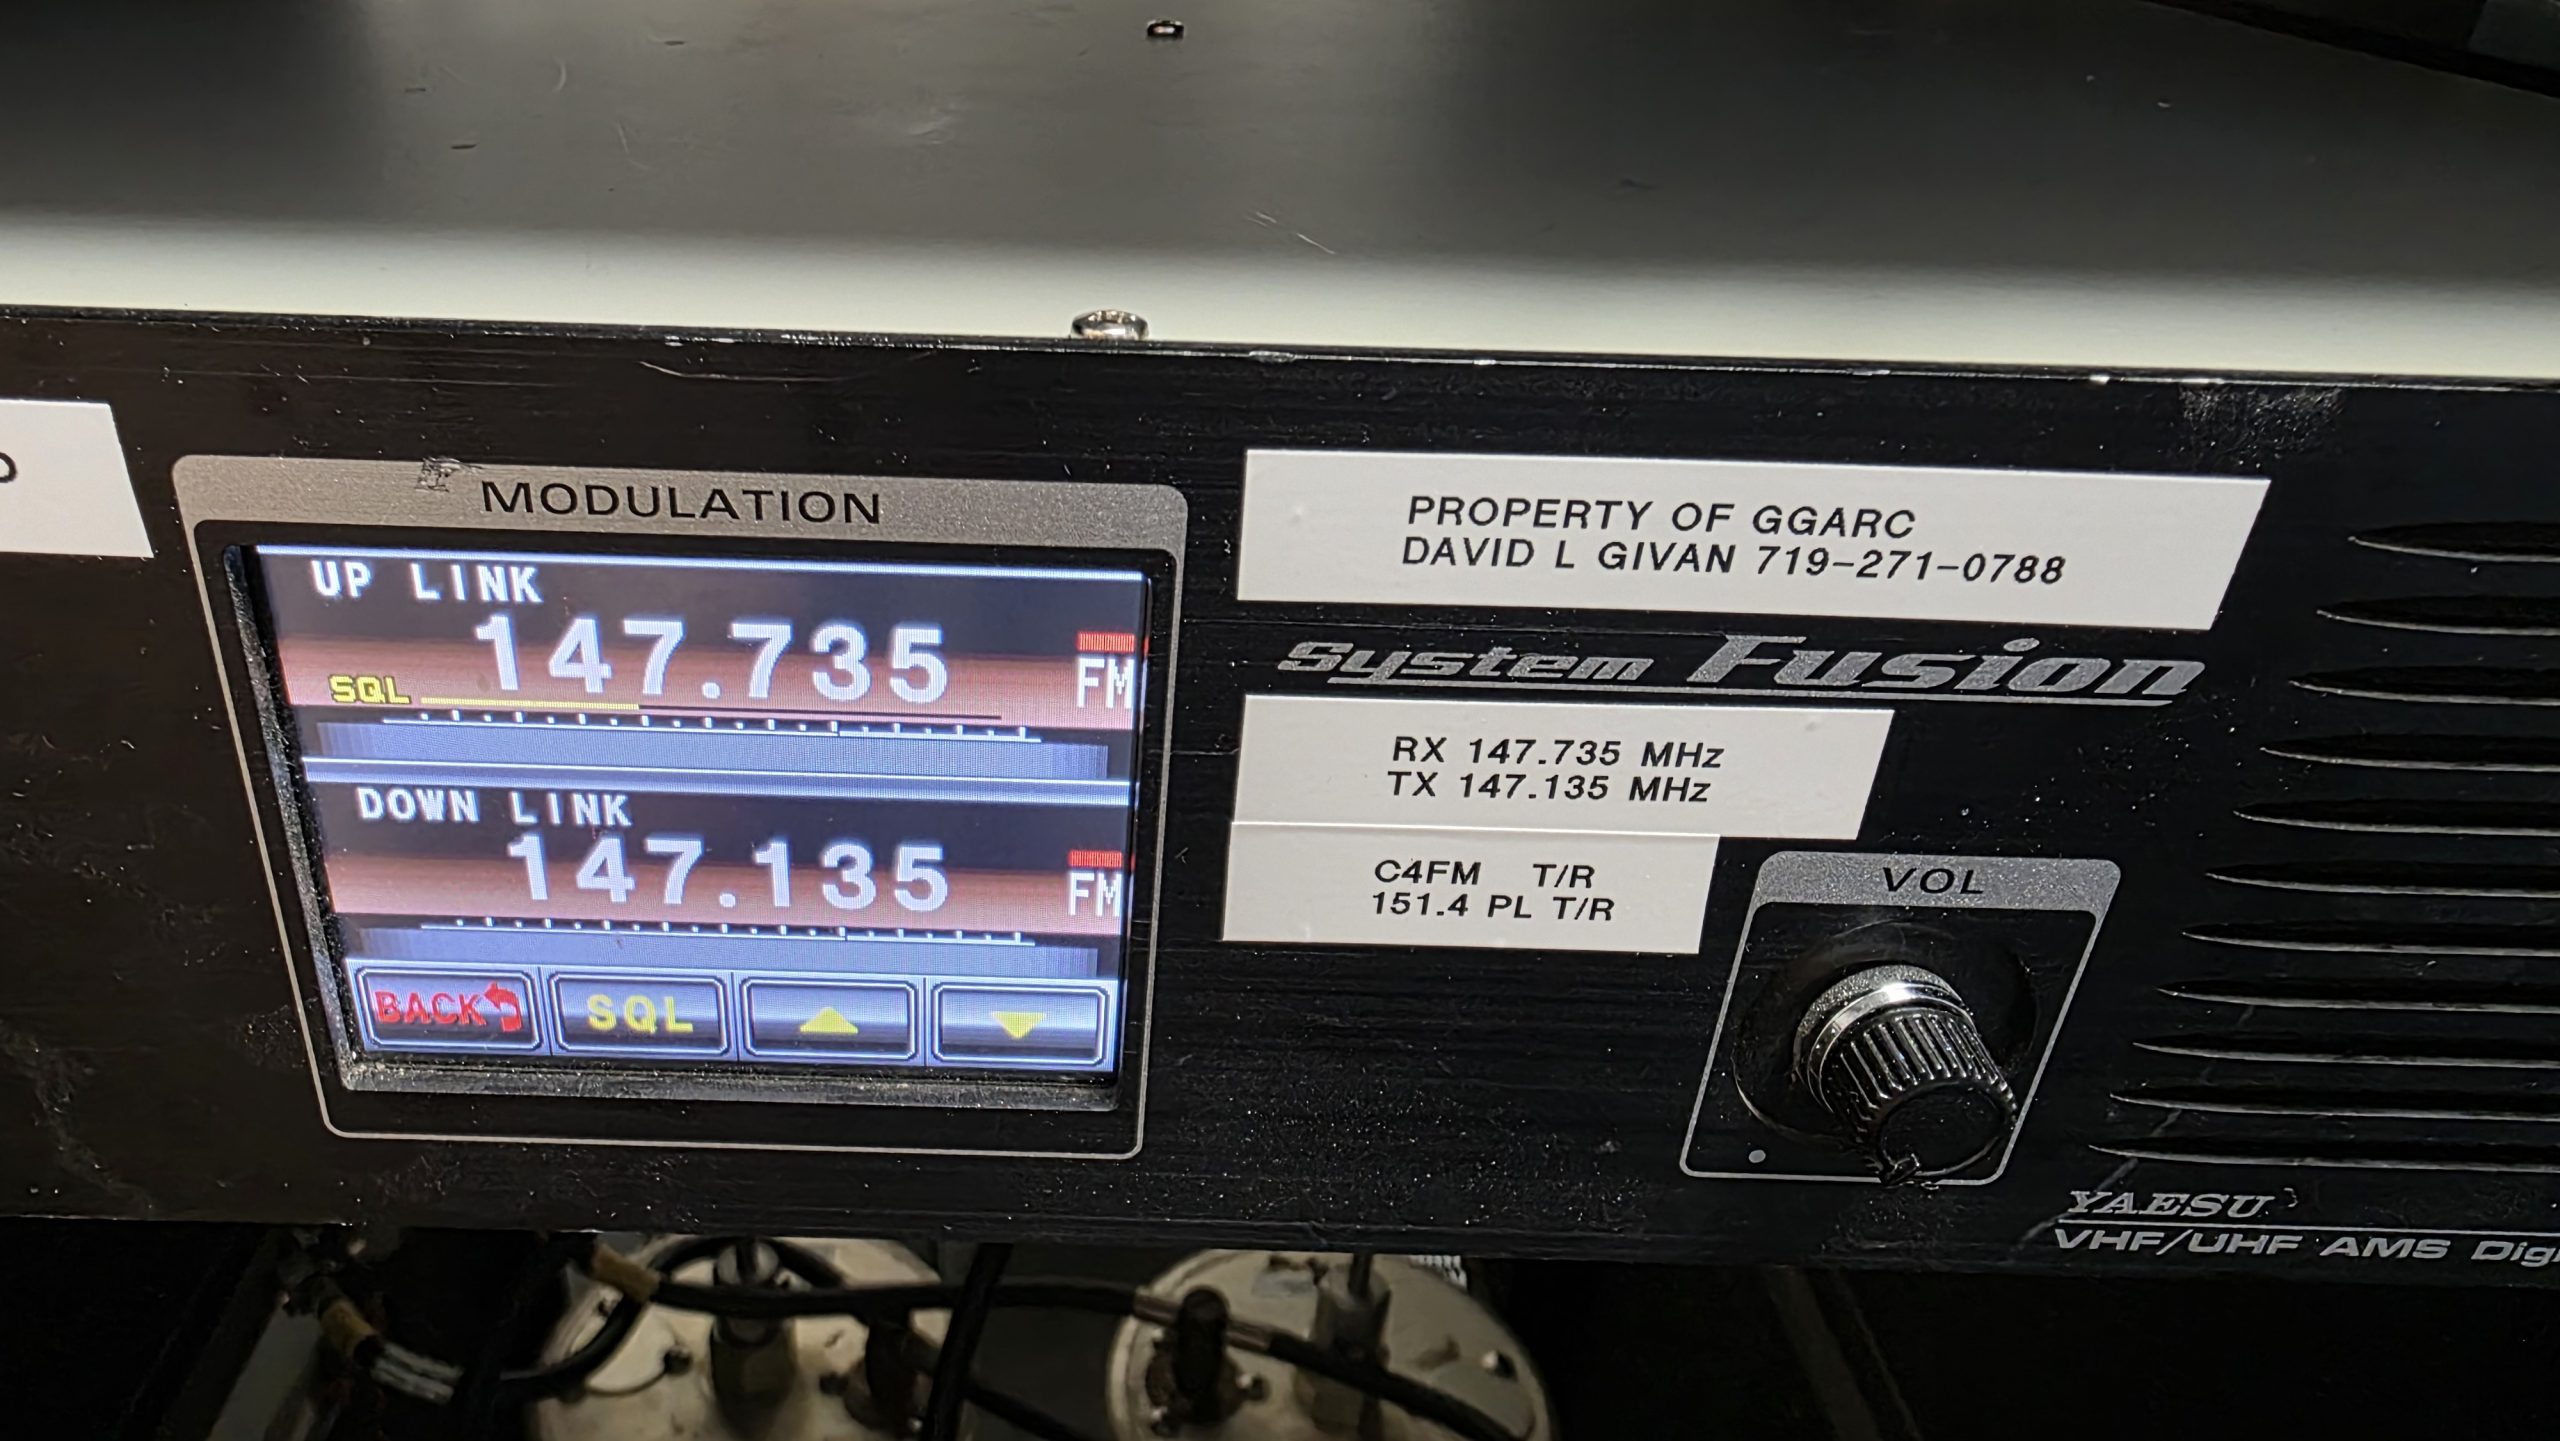 MODULATION
UP LINK
147.735
SQL
FM
DOWN LINK
147.135
FM
BACK
SQL
PROPERTY OF GGARC
DAVID L GIVAN 719-271-0788
System Fusion
RX 147.735 MHz
TX 147.135 MHz
C4FM T/R
151.4 PL T/R
VOL
YAESU
VHF/UHF AMS